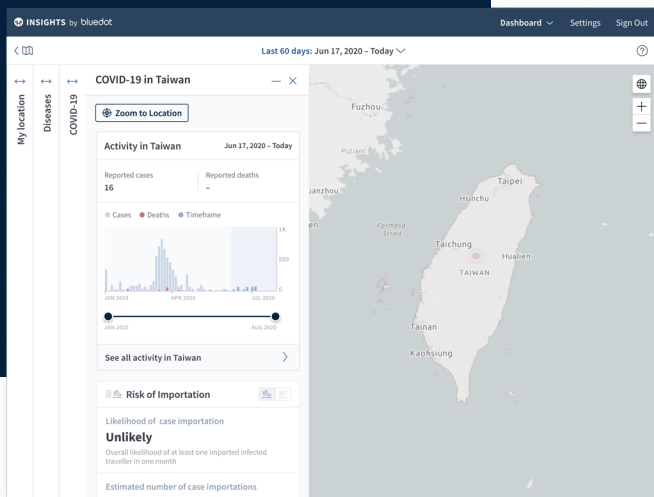 INSIGHTS by bluedot
Dashboard
Settings
Sign Out
Last 60 days: Jun 17, 2020 – Today
My location
Diseases
COVID-19
COVID-19 in Taiwan
Zoom to Location
Activity in Taiwan
Jun 17, 2020 – Today
Reported cases
16
Reported deaths
–
Cases
Deaths
Timeframe
1K
500
0
JAN 2019
APR 2020
JUL 2020
JAN 2020
AUG 2020
See all activity in Taiwan
Risk of Importation
Likelihood of case importation
Unlikely
Overall likelihood of at least one imported infected
traveller in one month
Estimated number of case importations
Fuzhou
Putian
uanzhou
en
Formosa
Strait
Taipei
Hsinchu
Taichung
Hualien
TAIWAN
Tainan
Kaohsiung